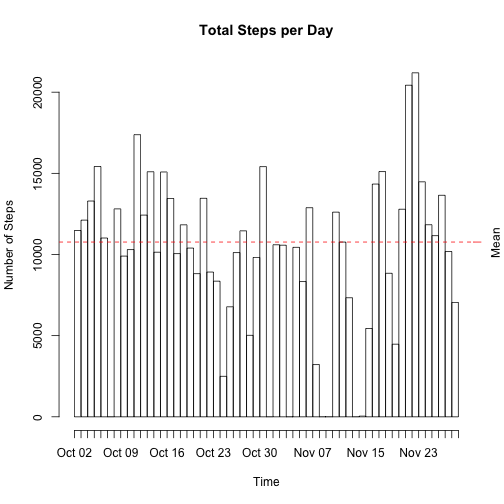 Total Steps per Day
Number of Steps
20000
15000
10000
5000
0
Mean
Oct 02 Oct 09 Oct 16 Oct 23 Oct 30 Nov 07 Nov 15 Nov 23
Time